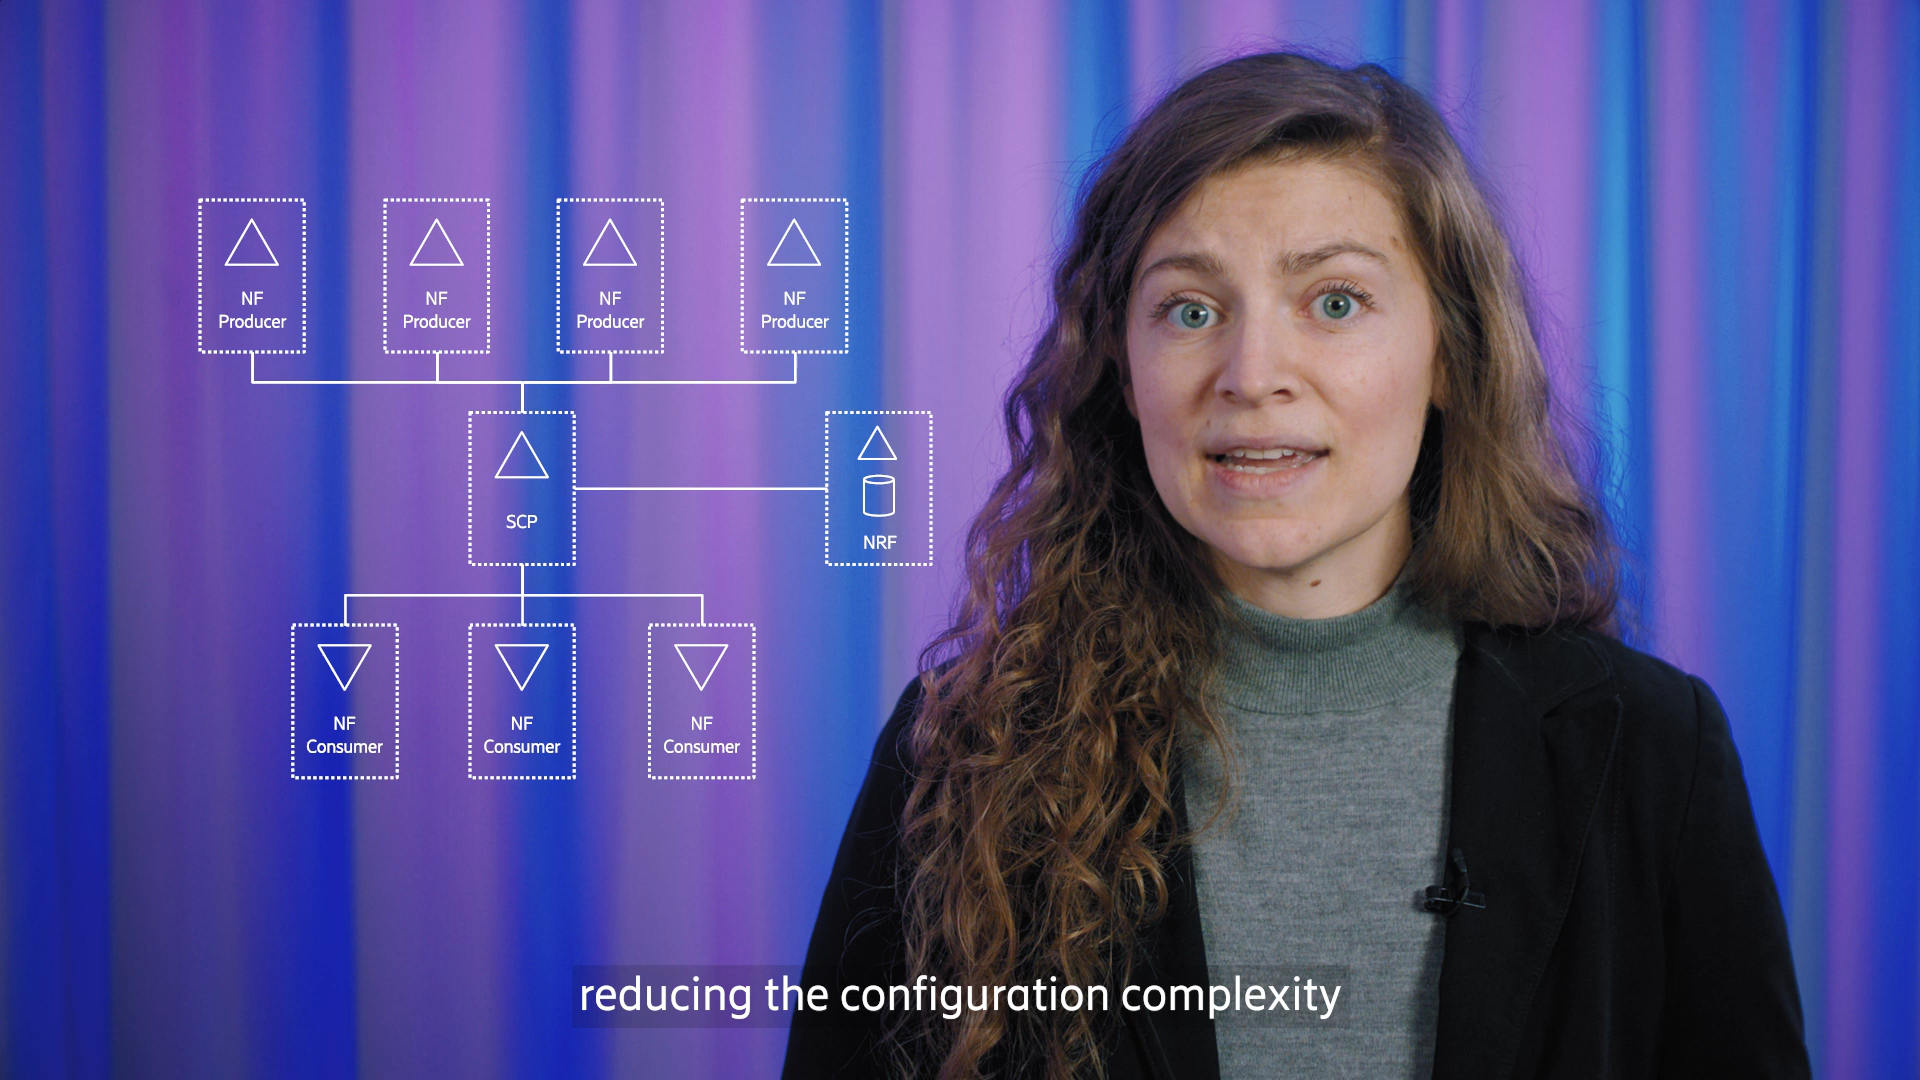 NF
Producer
NF
Producer
NF
Producer
NF
Producer
SCP
NRF
NF
Consumer
NF
Consumer
NF
Consumer
reducing the configuration complexity